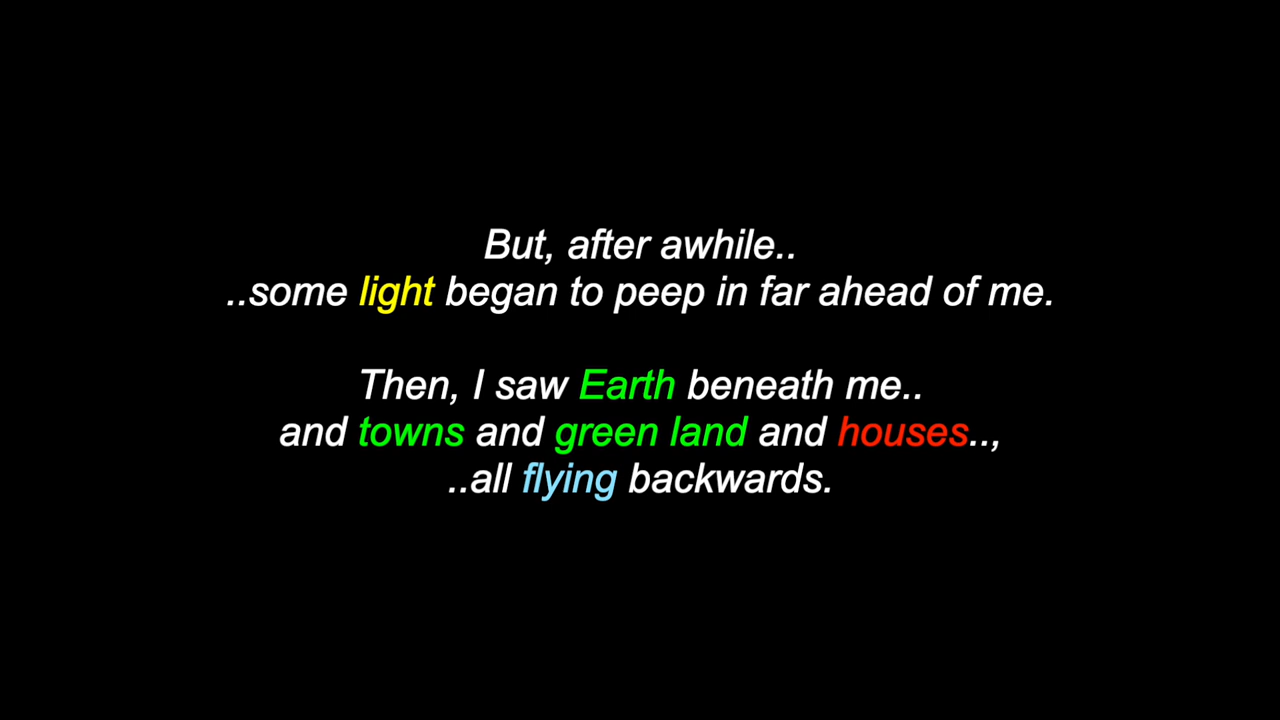 But, after awhile..
..some light began to peep in far ahead of me.
Then, I saw Earth beneath me..
and towns and green land and houses..,
..all flying backwards.